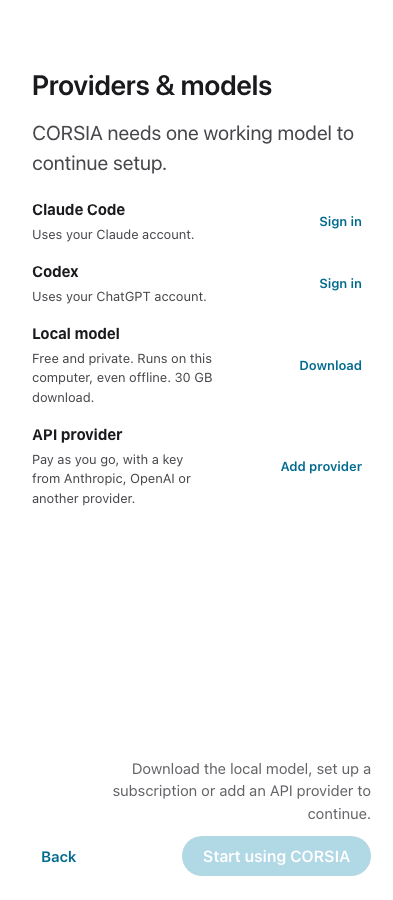 Providers & models
CORSIA needs one working model to
continue setup.
Claude Code
Uses your Claude account.
Sign in
Codex
Uses your ChatGPT account.
Sign in
Local model
Free and private. Runs on this
computer, even offline. 30 GB
download.
Download
API provider
Pay as you go, with a key
from Anthropic, OpenAI or
another provider.
Add provider
Download the local model, set up a
subscription or add an API provider to
continue.
Back
Start using CORSIA